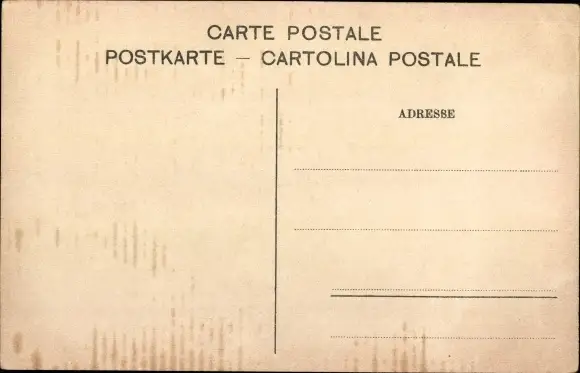 CARTE POSTALE
POSTKARTE – CARTOLINA POSTALE
ADRESSE